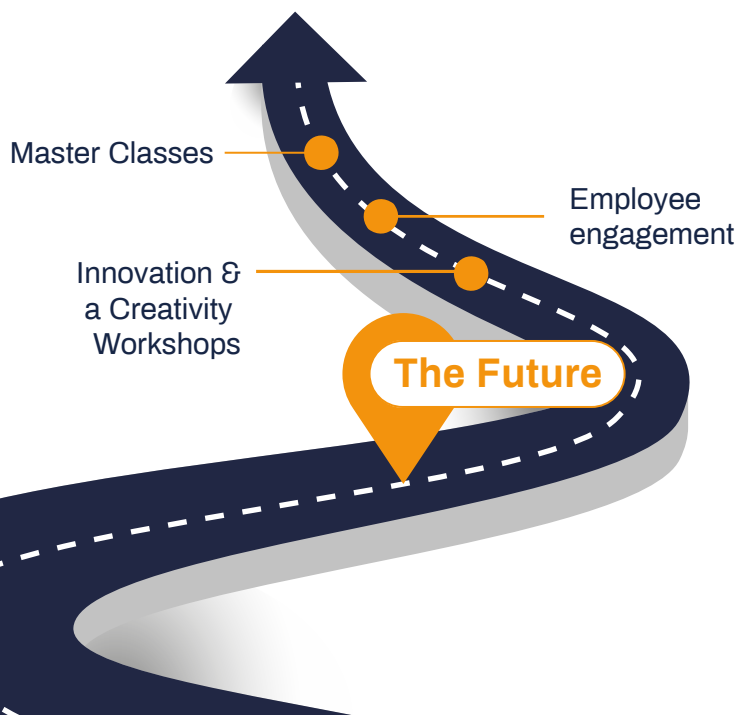 Master Classes
Employee
engagement
Innovation &
a Creativity
Workshops
The Future